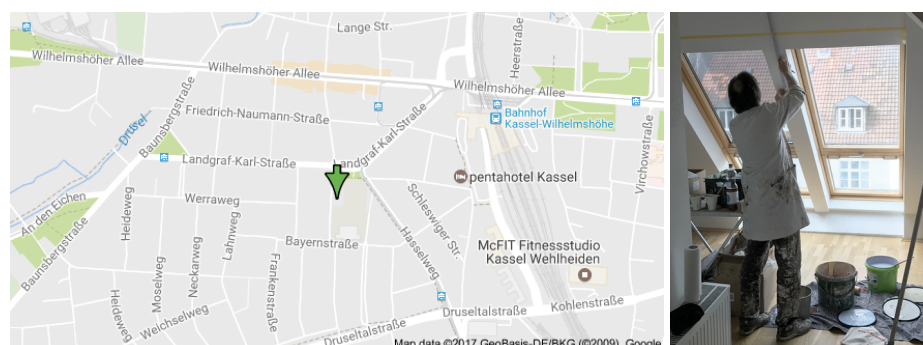 Lange Str.
Wilhelmshöher Allee
Wilhelmshöher Allee
Wilhelmshöher Allee
Heerstraße
Baunsbergstraße
Drusel
Friedrich-Naumann-Straße
Bahnhof
Kassel-Wilhelmshöhe
Landgraf-Karl-Straße
Landgraf-Karl-Straße
Virchowstraße
pentahotel Kassel
An den Eichen
Heideweg
Werraweg
Schleswiger Str.
Baunsbergstraße
Moselweg
Neckarweg
Lahnweg
Bayernstraße
Hasselweg
McFIT Fitnessstudio
Kassel Wehlheiden
Frankenstraße
Heideweg
Weichselweg
Kohlenstraße
Druseltalstraße
Druseltalstraße
Map data ©2017 GeoBasis-DE/BKG (©2009), Google